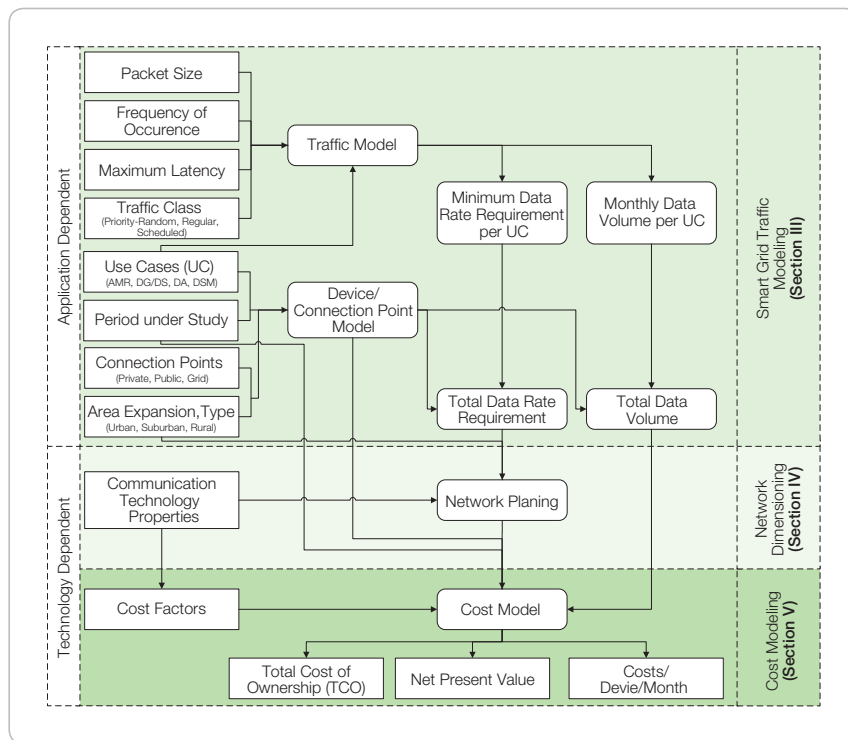 Application Dependent
Packet Size
Frequency of
Occurence
Maximum Latency
Traffic Class
(Priority-Random, Regular,
Scheduled)
Use Cases (UC)
(AMR, DG/DS, DA, DSM)
Period under Study
Connection Points
(Private, Public, Grid)
Area Expansion,Type
(Urban, Suburban, Rural)
Traffic Model
Minimum Data
Rate Requirement
per UC
Monthly Data
Volume per UC
Device/
Connection Point
Model
Total Data Rate
Requirement
Total Data
Volume
Smart Grid Traffic
Modeling
(Section III)
Technology Dependent
Communication
Technology
Properties
Network Planing
Network
Dimensioning
(Section IV)
Cost Factors
Cost Model
Total Cost of
Ownership (TCO)
Net Present Value
Costs/
Devie/Month
Cost Modeling
(Section V)